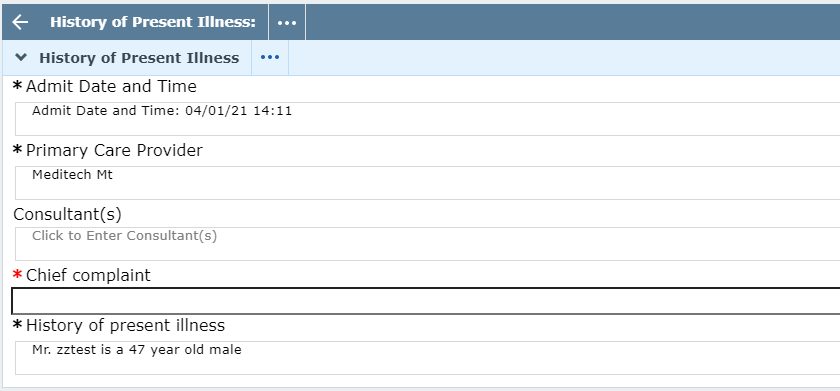 History of Present Illness: ...
History of Present Illness ...
* Admit Date and Time
Admit Date and Time: 04/01/21 14:11
* Primary Care Provider
Meditech Mt
Consultant(s)
Click to Enter Consultant(s)
* Chief complaint
* History of present illness
Mr. zztest is a 47 year old male